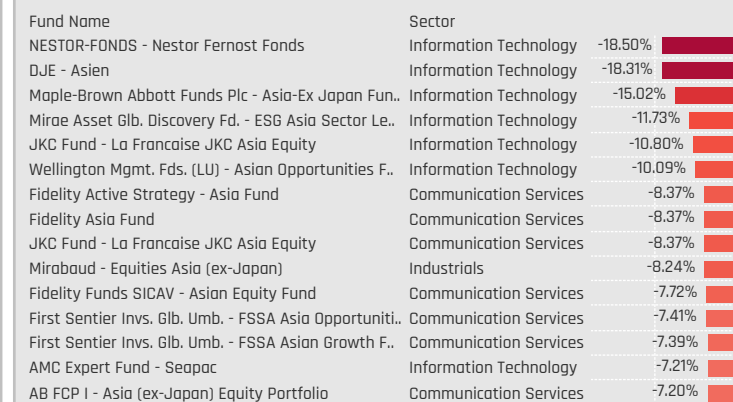 Fund Name Sector
NESTOR-FONDS - Nestor Fernost Fonds Information Technology -18.50%
DJE - Asien Information Technology -18.31%
Maple-Brown Abbott Funds Plc - Asia-Ex Japan Fun.. Information Technology -15.02%
Mirae Asset Glb. Discovery Fd. - ESG Asia Sector Le.. Information Technology -11.73%
JKC Fund - La Francaise JKC Asia Equity Information Technology -10.80%
Wellington Mgmt. Fds. (LU) - Asian Opportunities F.. Information Technology -10.09%
Fidelity Active Strategy - Asia Fund Communication Services -8.37%
Fidelity Asia Fund Communication Services -8.37%
JKC Fund - La Francaise JKC Asia Equity Communication Services -8.37%
Mirabaud - Equities Asia (ex-Japan) Industrials -8.24%
Fidelity Funds SICAV - Asian Equity Fund Communication Services -7.72%
First Sentier Invs. Glb. Umb. - FSSA Asia Opportuniti.. Communication Services -7.41%
First Sentier Invs. Glb. Umb. - FSSA Asian Growth F.. Communication Services -7.39%
AMC Expert Fund - Seapac Information Technology -7.21%
AB FCP I - Asia (ex-Japan) Equity Portfolio Communication Services -7.20%